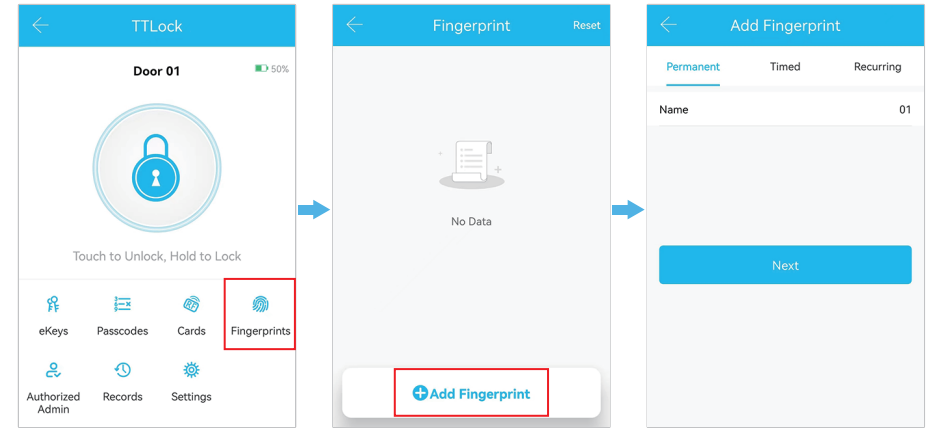 TTLock
Door 01
50%
Touch to Unlock, Hold to Lock
eKeys
Passcodes
Cards
Fingerprints
Authorized
Admin
Records
Settings
Fingerprint
Reset
No Data
Add Fingerprint
Add Fingerprint
Permanent
Timed
Recurring
Name
01
Next